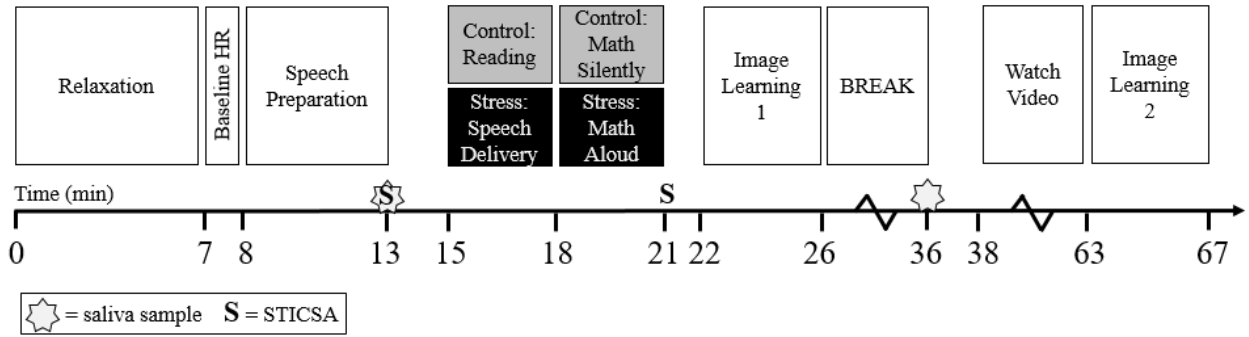 Relaxation
Baseline HR
Speech
Preparation
Control:
Reading
Control:
Math
Silently
Stress:
Speech
Delivery
Stress:
Math
Aloud
Image
Learning
1
BREAK
Watch
Video
Image
Learning
2
Time (min)
S
S
0 7 8 13 15 18 21 22 26 36 38 63 67
= saliva sample S = STICSA